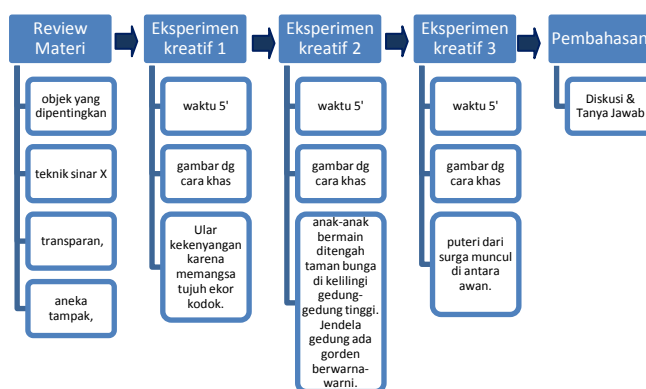 Review
Materi
objek yang
dipentingkan
teknik sinar X
transparan,
aneka
tampak,
Eksperimen
kreatif 1
waktu 5'
gambar dg
cara khas
Ular
kekenyangan
karena
memangsa
tujuh ekor
kodok.
Eksperimen
kreatif 2
waktu 5'
gambar dg
cara khas
anak-anak
bermain
ditengah
taman bunga
di kelilingi
gedung-
gedung tinggi.
Jendela
gedung ada
gorden
berwarna-
warni.
Eksperimen
kreatif 3
waktu 5'
gambar dg
cara khas
puteri dari
surga muncul
di antara
awan.
Pembahasan
Diskusi &
Tanya Jawab